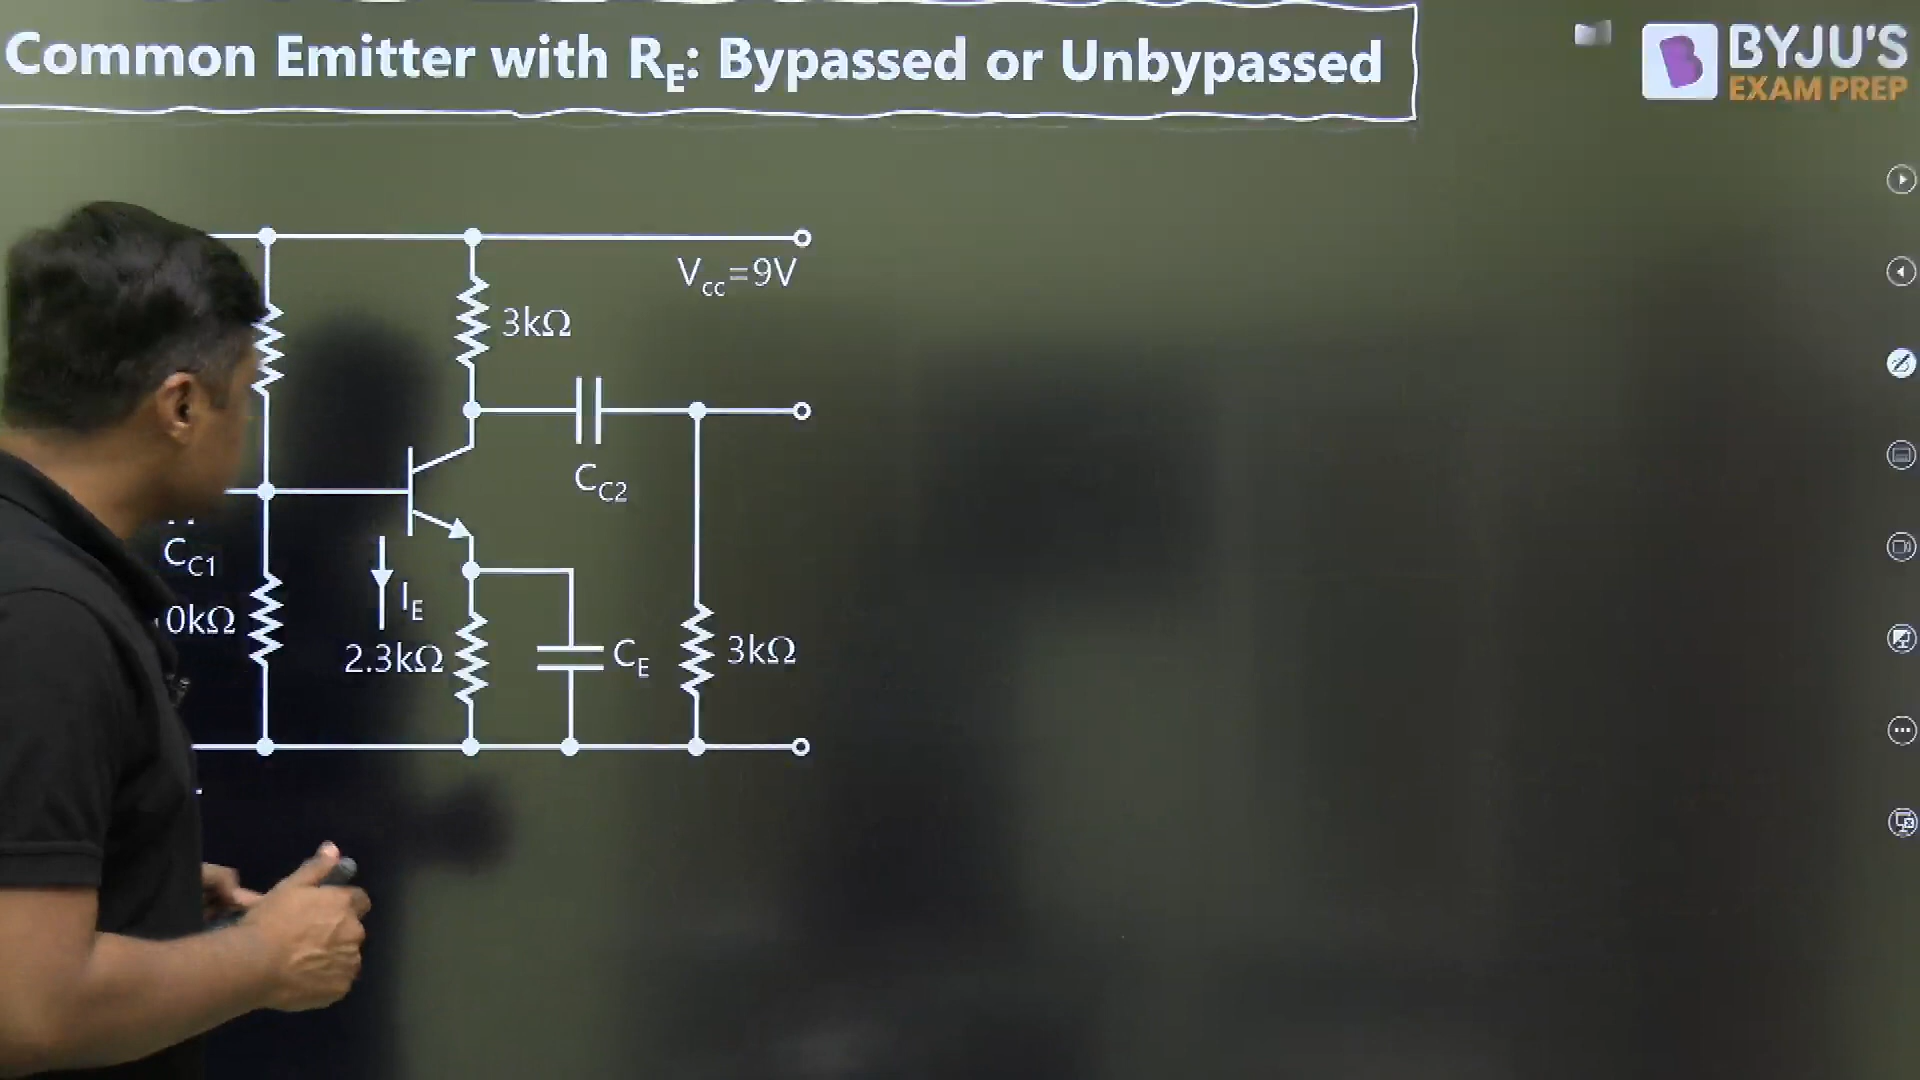 Common Emitter with RE: Bypassed or Unbypassed
BYJU'S
EXAM PREP
Vcc=9V
3kΩ
CC2
CC1
IE
0kΩ
2.3kΩ
CE
3kΩ